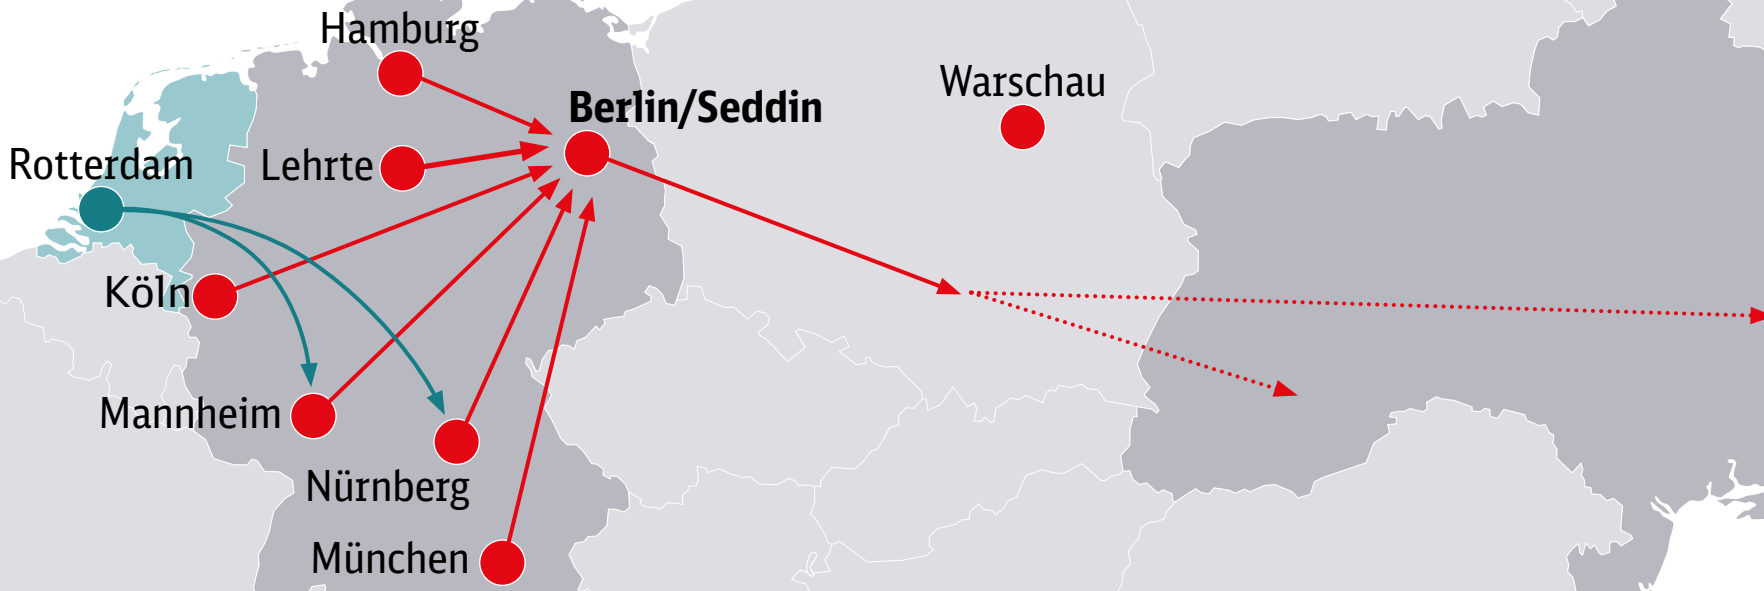 Hamburg
Berlin/Seddin
Warschau
Rotterdam
Lehrte
Köln
Mannheim
Nürnberg
München